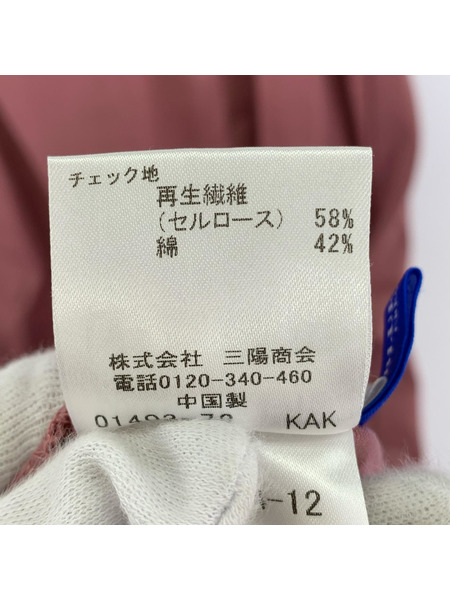 チェック地
再生繊維
(セルロース) 58%
綿 42%
株式会社 三陽商会
電話0120-340-460
中国製
KAK
-12